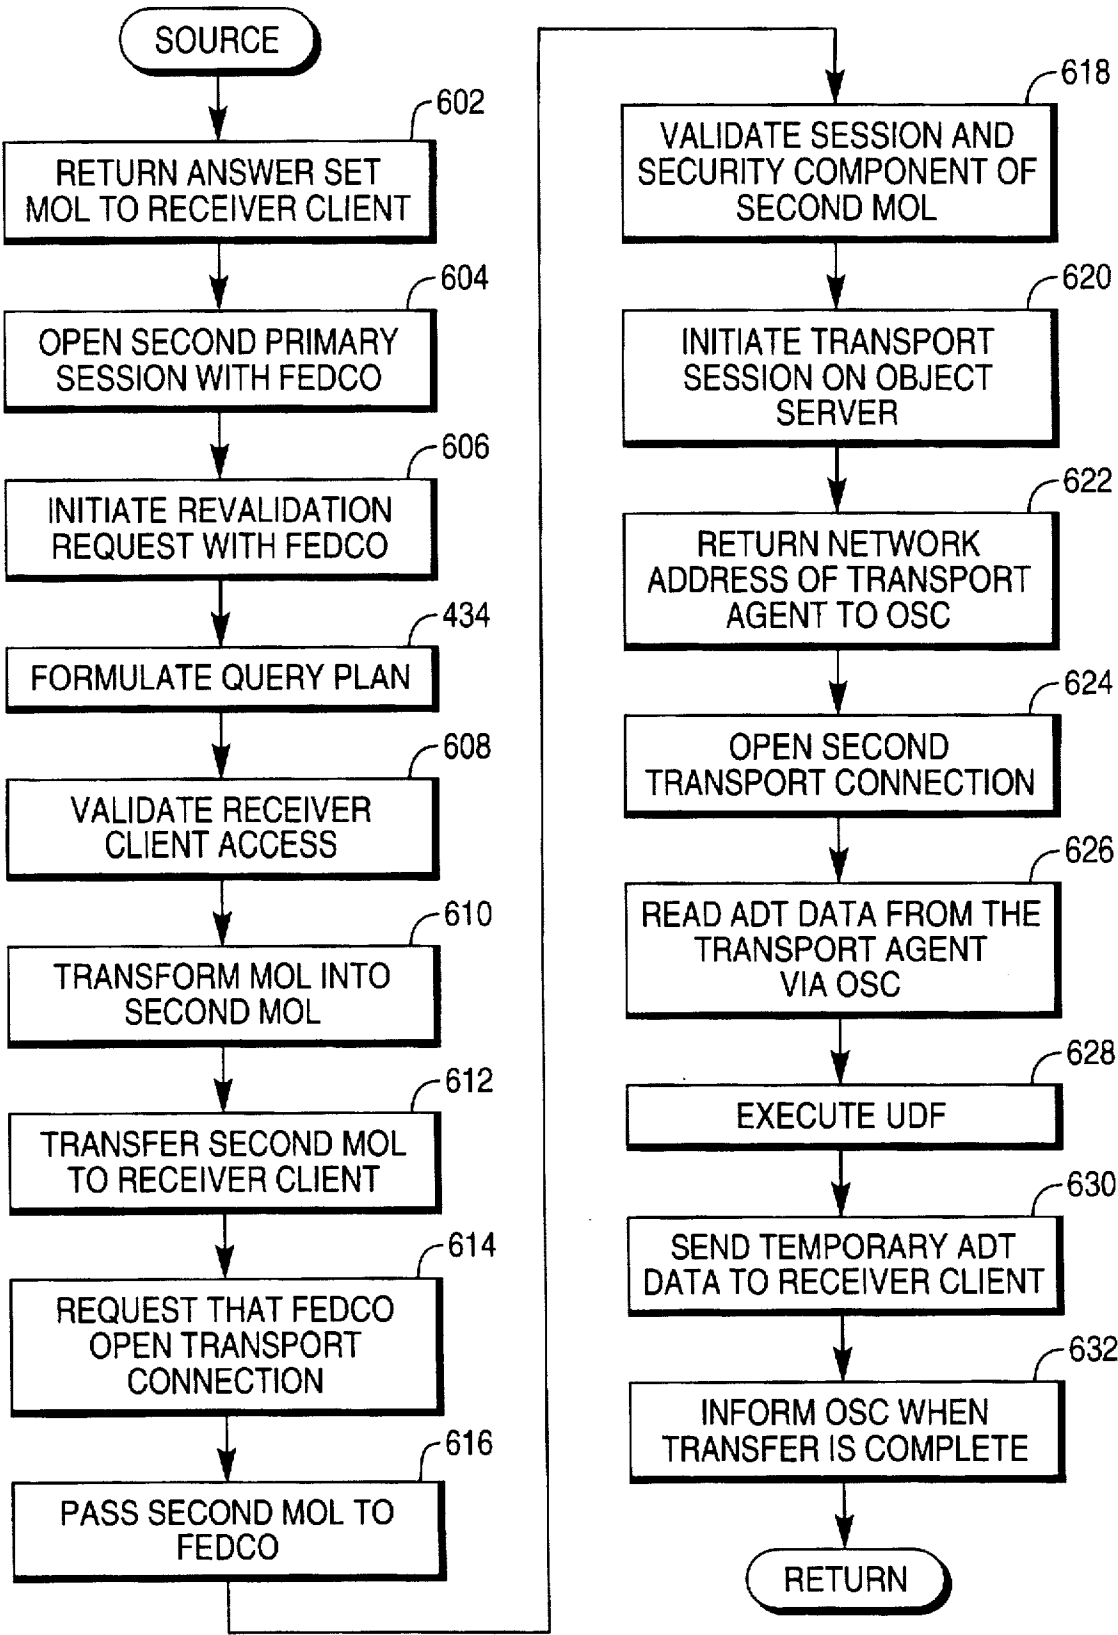 SOURCE
602
RETURN ANSWER SET
MOL TO RECEIVER CLIENT
604
OPEN SECOND PRIMARY
SESSION WITH FEDCO
606
INITIATE REVALIDATION
REQUEST WITH FEDCO
434
FORMULATE QUERY PLAN
608
VALIDATE RECEIVER
CLIENT ACCESS
610
TRANSFORM MOL INTO
SECOND MOL
612
TRANSFER SECOND MOL
TO RECEIVER CLIENT
614
REQUEST THAT FEDCO
OPEN TRANSPORT
CONNECTION
616
PASS SECOND MOL TO
FEDCO
618
VALIDATE SESSION AND
SECURITY COMPONENT OF
SECOND MOL
620
INITIATE TRANSPORT
SESSION ON OBJECT
SERVER
622
RETURN NETWORK
ADDRESS OF TRANSPORT
AGENT TO OSC
624
OPEN SECOND
TRANSPORT CONNECTION
626
READ ADT DATA FROM THE
TRANSPORT AGENT
VIA OSC
628
EXECUTE UDF
630
SEND TEMPORARY ADT
DATA TO RECEIVER CLIENT
632
INFORM OSC WHEN
TRANSFER IS COMPLETE
RETURN